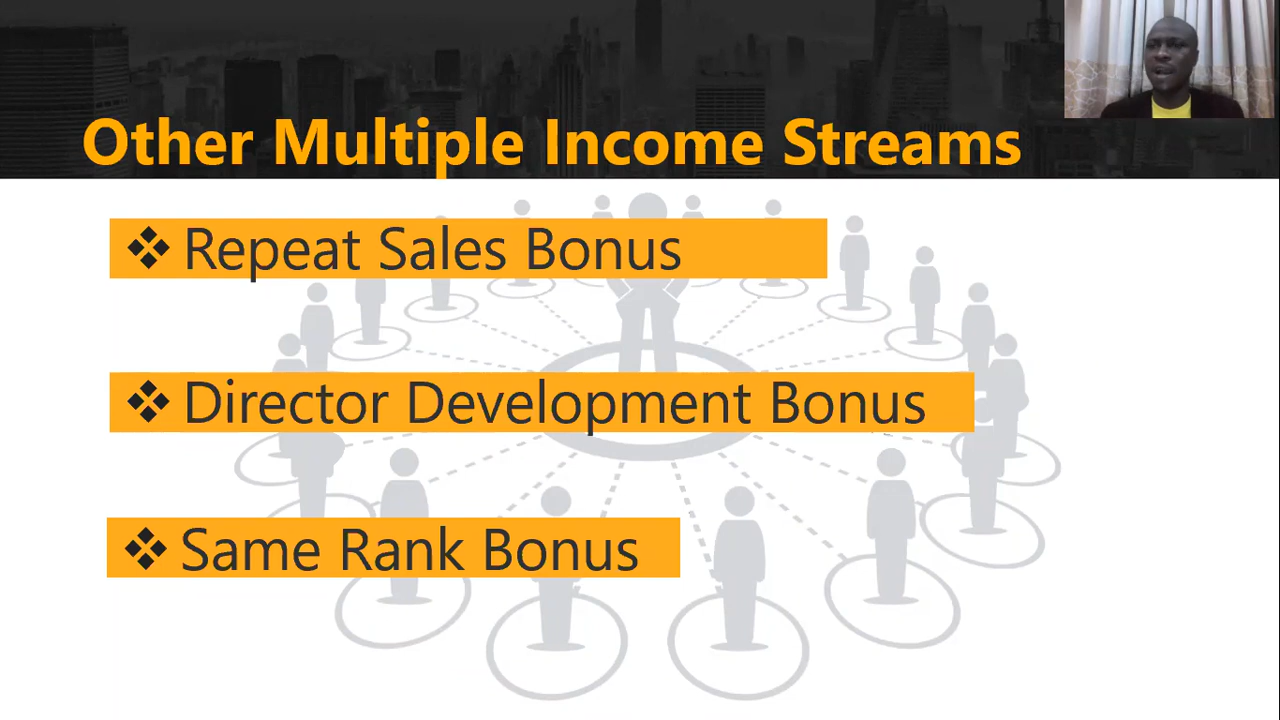 Other Multiple Income Streams
Repeat Sales Bonus
Director Development Bonus
Same Rank Bonus